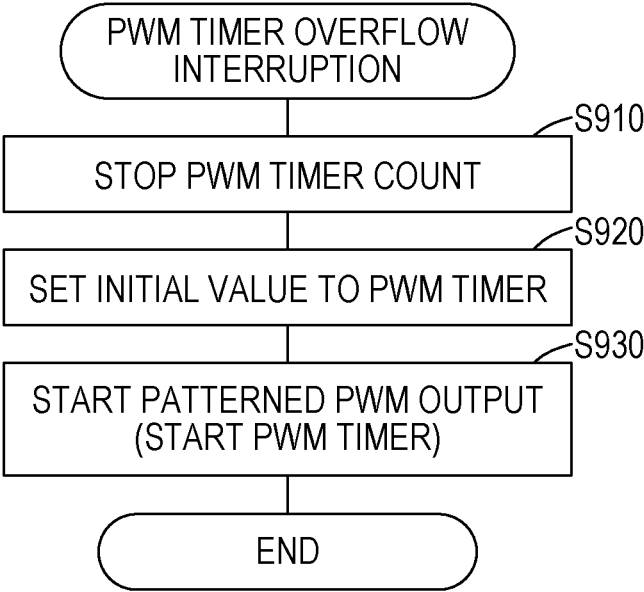 PWM TIMER OVERFLOW
INTERRUPTION
S910
STOP PWM TIMER COUNT
S920
SET INITIAL VALUE TO PWM TIMER
S930
START PATTERNED PWM OUTPUT
(START PWM TIMER)
END